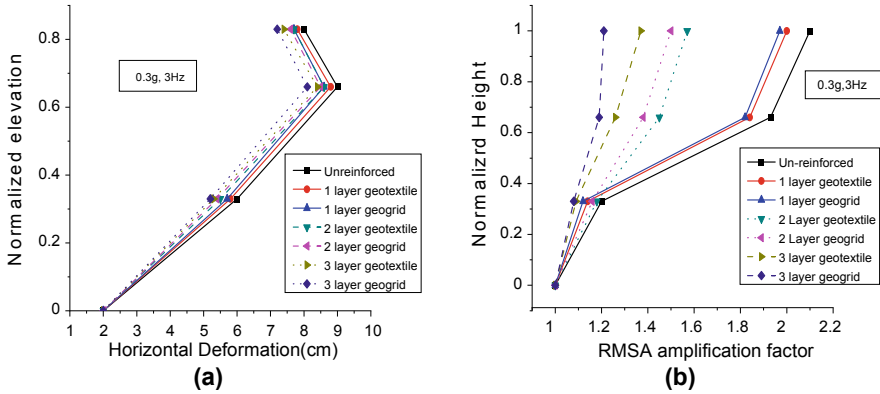 0.8
0.6
0.4
0.2
0
Normalized elevation
0.3g, 3Hz
Unreinforced
1 layer geotextile
1 layer geogrid
2 layer geotextile
2 layer geogrid
3 layer geotextile
3 layer geogrid
1 2 3 4 5 6 7 8 9 10
Horizontal Deformation(cm)
(a)
1.0
0.8
0.6
0.4
0.2
0.0
Normalizrd Height
0.3g,3Hz
Un-reinforced
1 layer geotextile
1 layer geogrid
2 Layer geotextile
2 Layer geogrid
3 layer geotextile
3 layer geogrid
1.0 1.2 1.4 1.6 1.8 2.0 2.2
RMSA amplification factor
(b)